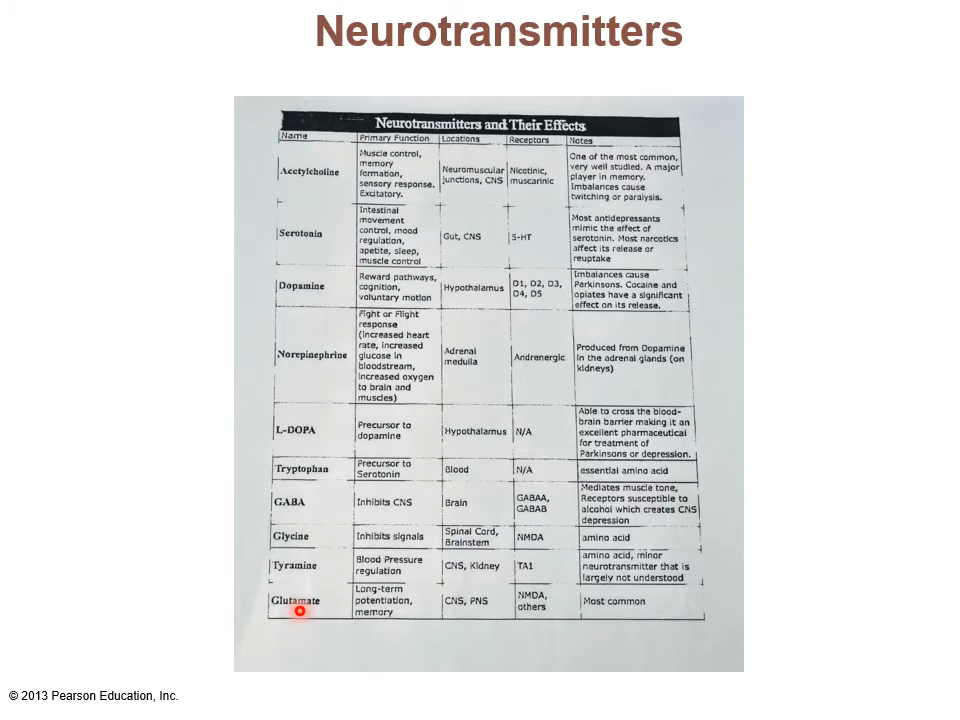 Neurotransmitters
Neurotransmitters and Their Effects
Name
Primary Function
Locations
Receptors
Notes
Acetylcholine
Muscle control,
memory
formation,
sensory response.
Excitatory.
Neuromuscular
junctions, CNS
Nicotinic,
muscarinic
One of the most common,
very well studied. A major
player in memory.
Imbalances cause
twitching or paralysis.
Serotonin
Intestinal
movement
control, mood
regulation,
apetite, sleep,
muscle control
Gut, CNS
5-HT
Most antidepressants
mimic the effect of
serotonin. Most narcotics
affect its release or
reuptake
Dopamine
Reward pathways,
cognition,
voluntary motion
Hypothalamus
D1, D2, D3,
D4, D5
Imbalances cause
Parkinsons. Cocaine and
opiates have a significant
effect on its release.
Norepinephrine
Fight or Flight
response
(increased heart
rate, increased
glucose in
bloodstream,
increased oxygen
to brain and
muscles)
Adrenal
medulla
Andrenergic
Produced from Dopamine
in the adrenal glands (on
kidneys)
L-DOPA
Precursor to
dopamine
Hypothalamus
N/A
Able to cross the blood-
brain barrier making it an
excellent pharmaceutical
for treatment of
Parkinsons or depression.
Tryptophan
Precursor to
Serotonin
Blood
N/A
essential amino acid
GABA
Inhibits CNS
Brain
GABAA,
GABAB
Mediates muscle tone,
Receptors susceptible to
alcohol which creates CNS
depression
Glycine
Inhibits signals
Spinal Cord,
Brainstem
NMDA
amino acid
Tyramine
Blood Pressure
regulation
CNS, Kidney
TA1
amino acid, minor
neurotransmitter that is
largely not understood
Glutamate
Long-term
potentiation,
memory
CNS, PNS
NMDA,
others
Most common
© 2013 Pearson Education, Inc.